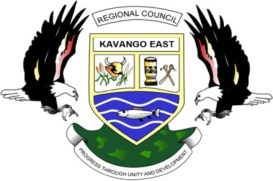 REGIONAL COUNCIL
KAVANGO EAST
PROGRESS THROUGH UNITY AND DEVELOPMENT